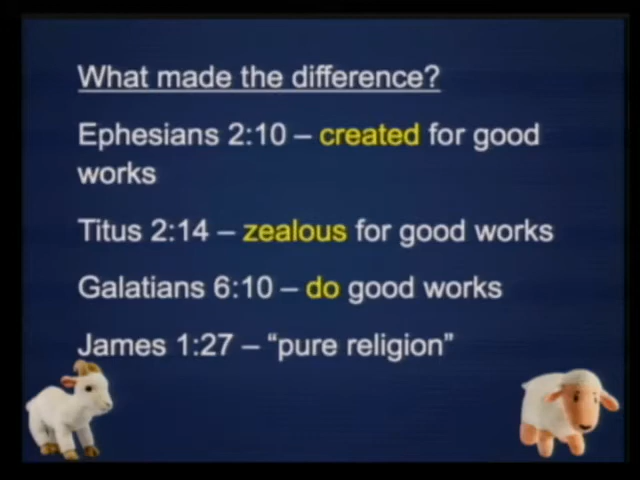 What made the difference?
Ephesians 2:10 – created for good
works
Titus 2:14 – zealous for good works
Galatians 6:10 – do good works
James 1:27 – “pure religion”